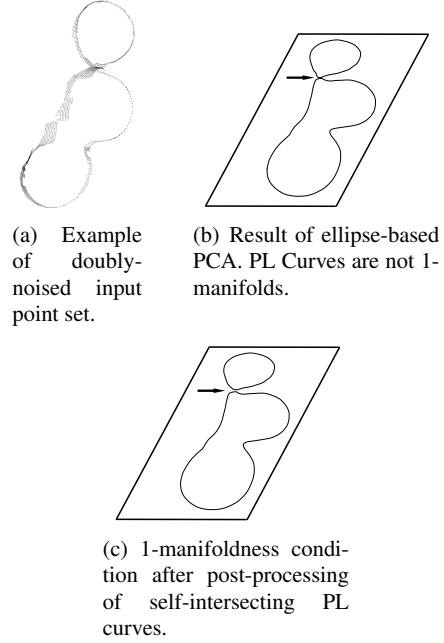 (a) Example
of doubly-
noised input
point set.
(b) Result of ellipse-based
PCA. PL Curves are not 1-
manifolds.
(c) 1-manifoldness condi-
tion after post-processing
of self-intersecting PL
curves.